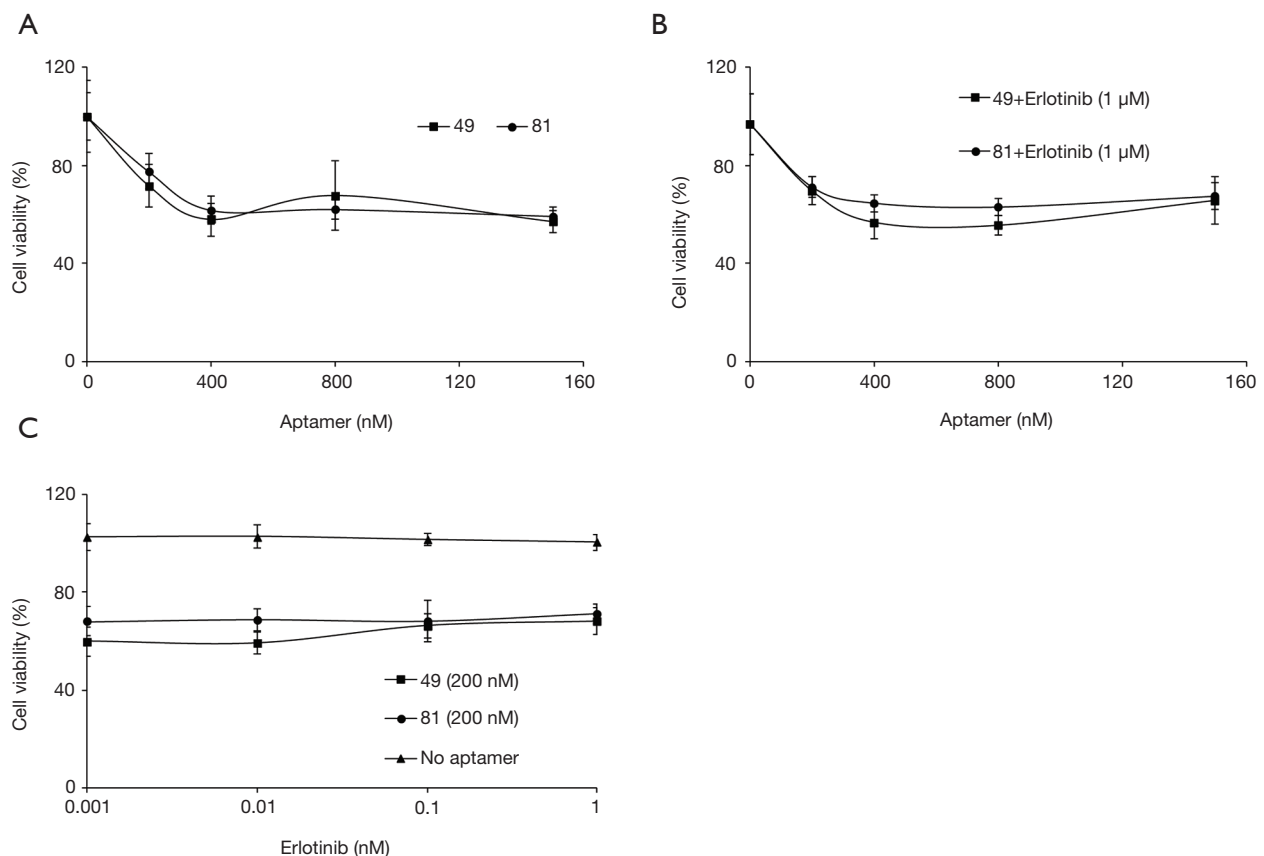 A
120
80
40
0
Cell viability (%)
49 81
0 400 800 120 160
Aptamer (nM)
B
120
80
40
0
Cell viability (%)
49+Erlotinib (1 µM)
81+Erlotinib (1 µM)
0 400 800 120 160
Aptamer (nM)
C
120
80
40
0
Cell viability (%)
49 (200 nM)
81 (200 nM)
No aptamer
0.001 0.01 0.1 1
Erlotinib (nM)